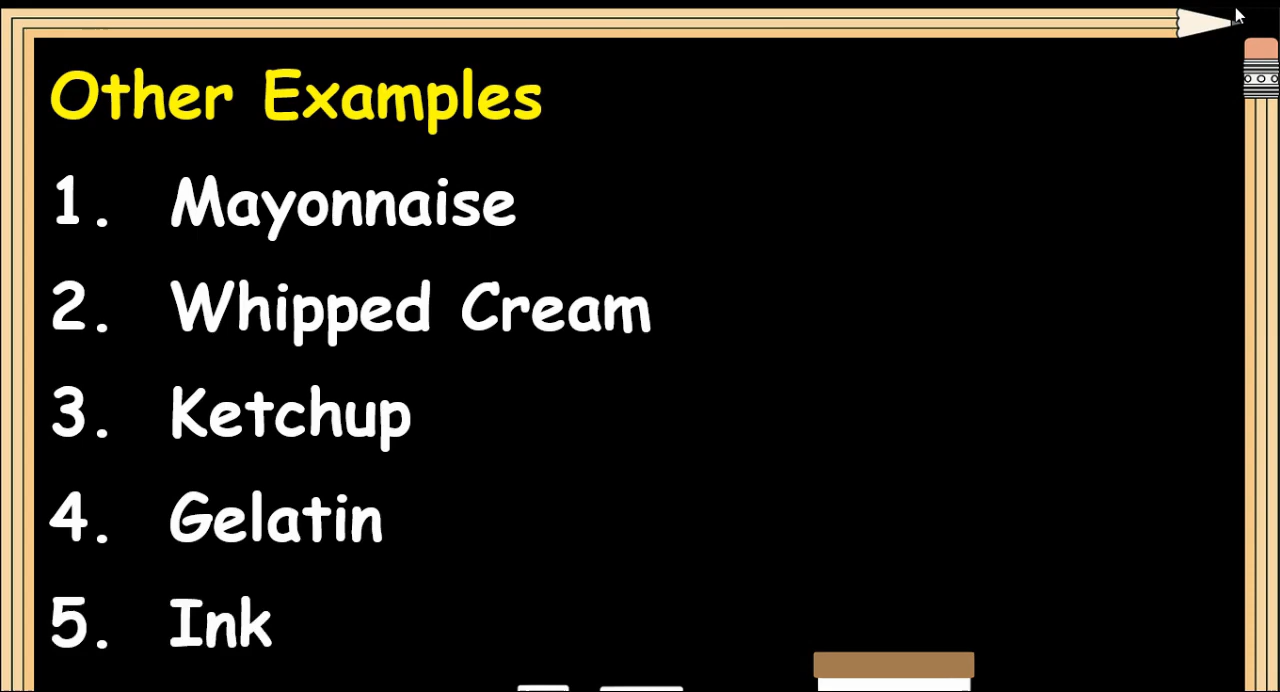 Other Examples
1. Mayonnaise
2. Whipped Cream
3. Ketchup
4. Gelatin
5. Ink